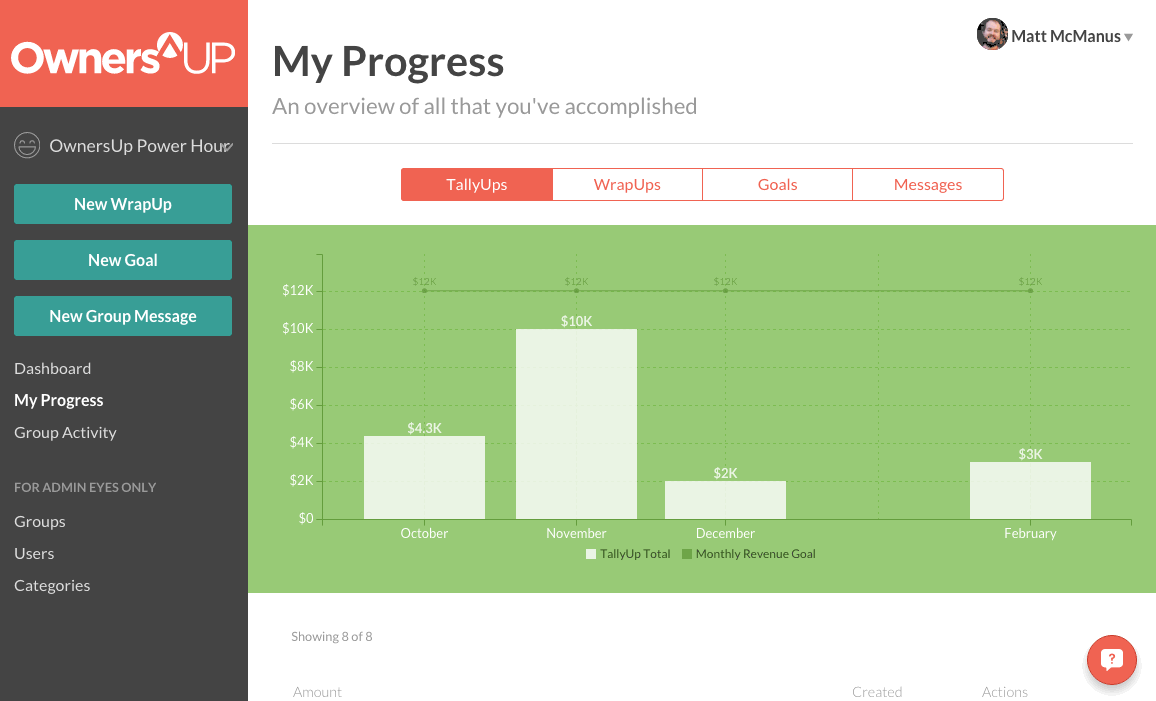 OwnersUP
Matt McManus
My Progress
An overview of all that you've accomplished
OwnersUp Power Hour
New WrapUp
New Goal
New Group Message
Dashboard
My Progress
Group Activity
FOR ADMIN EYES ONLY
Groups
Users
Categories
TallyUps WrapUps Goals Messages
$12K $12K $12K $12K
$12K
$10K
$10K
$8K
$6K
$4.3K
$4K
$3K
$2K
$2K
$0
October November December February
TallyUp Total Monthly Revenue Goal
Showing 8 of 8
?
Amount Created Actions